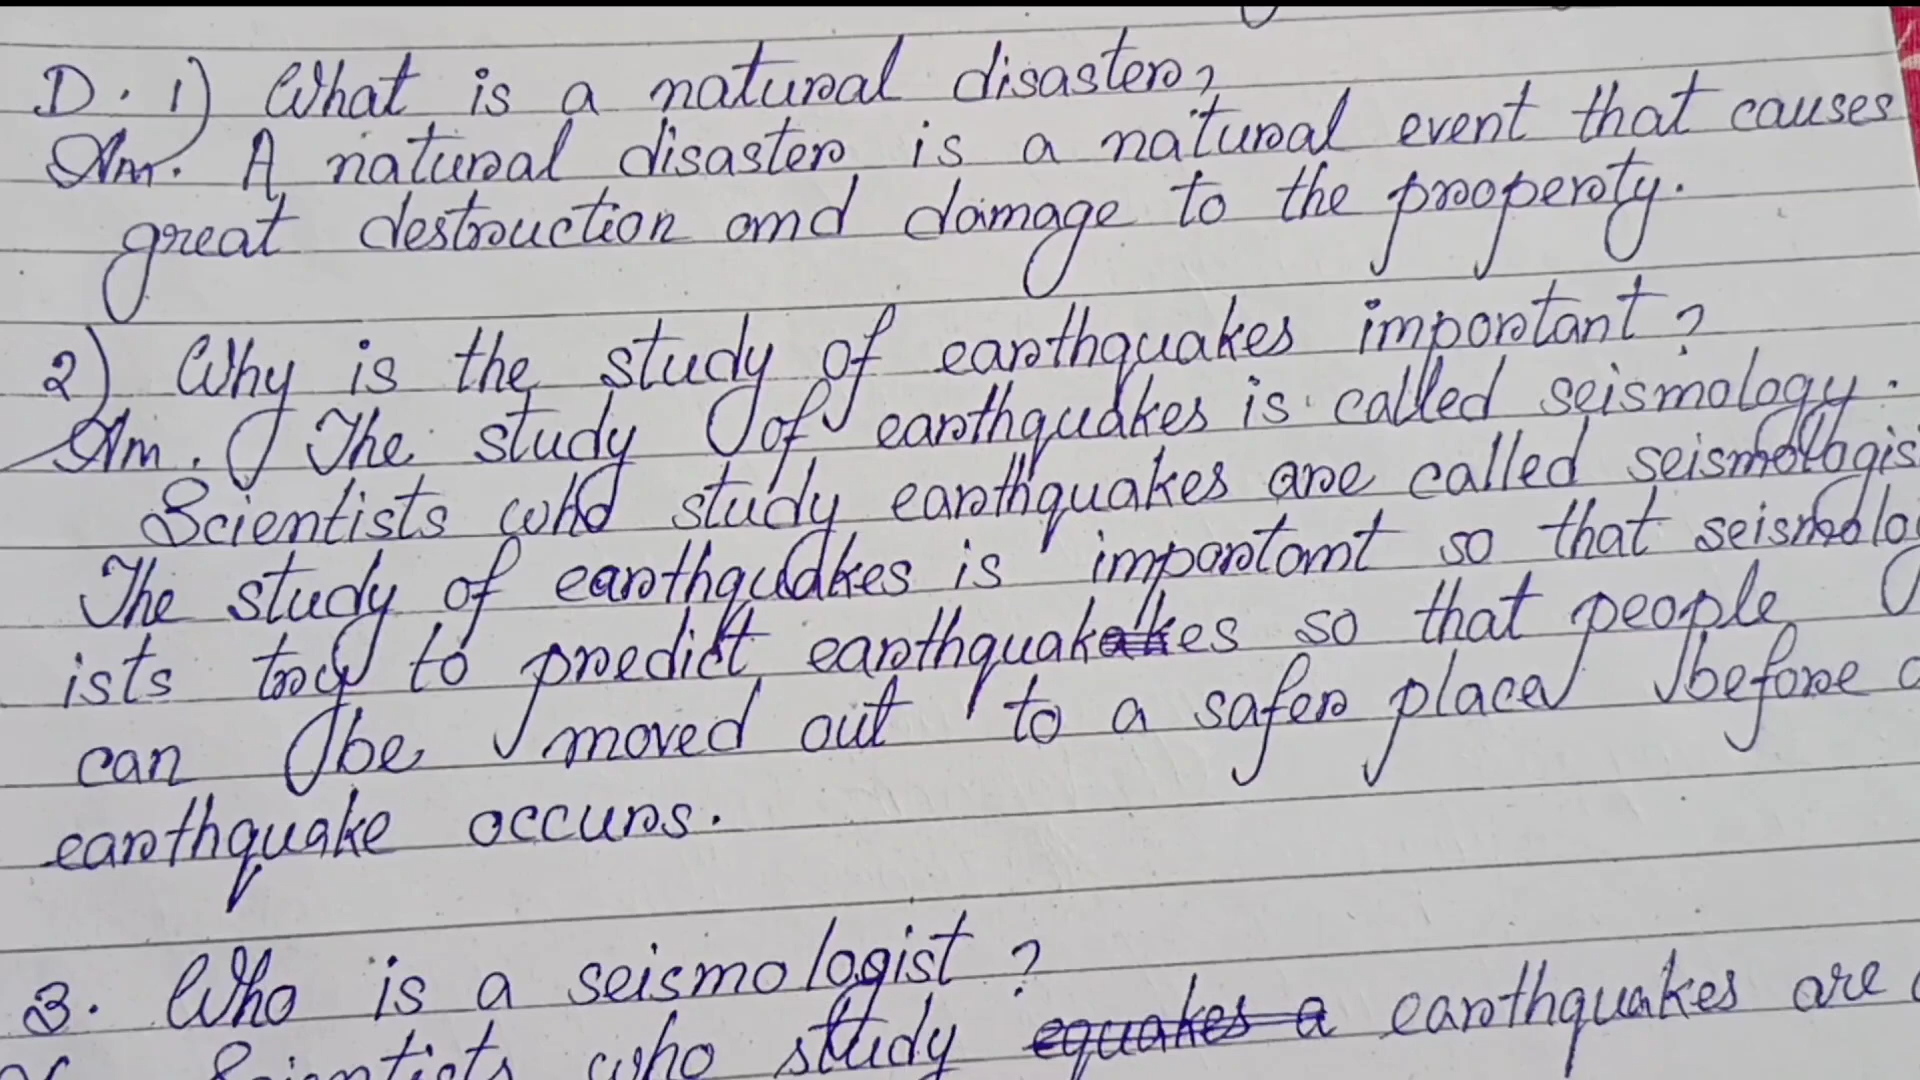 D. 1) What is a natural disaster?
Ans. A natural disaster is a natural event that causes
great destruction and damage to the property.
2) Why is the study of earthquakes important?
Ans. The study of earthquakes is called seismology.
Scientists who study earthquakes are called seismologis
The study of earthquakes is important so that seismolo
ists try to predict earthquakes so that people
can be moved out to a safer place before
earthquake occurs.
3. Who is a seismologist?
Scientists who study equakes a earthquakes are